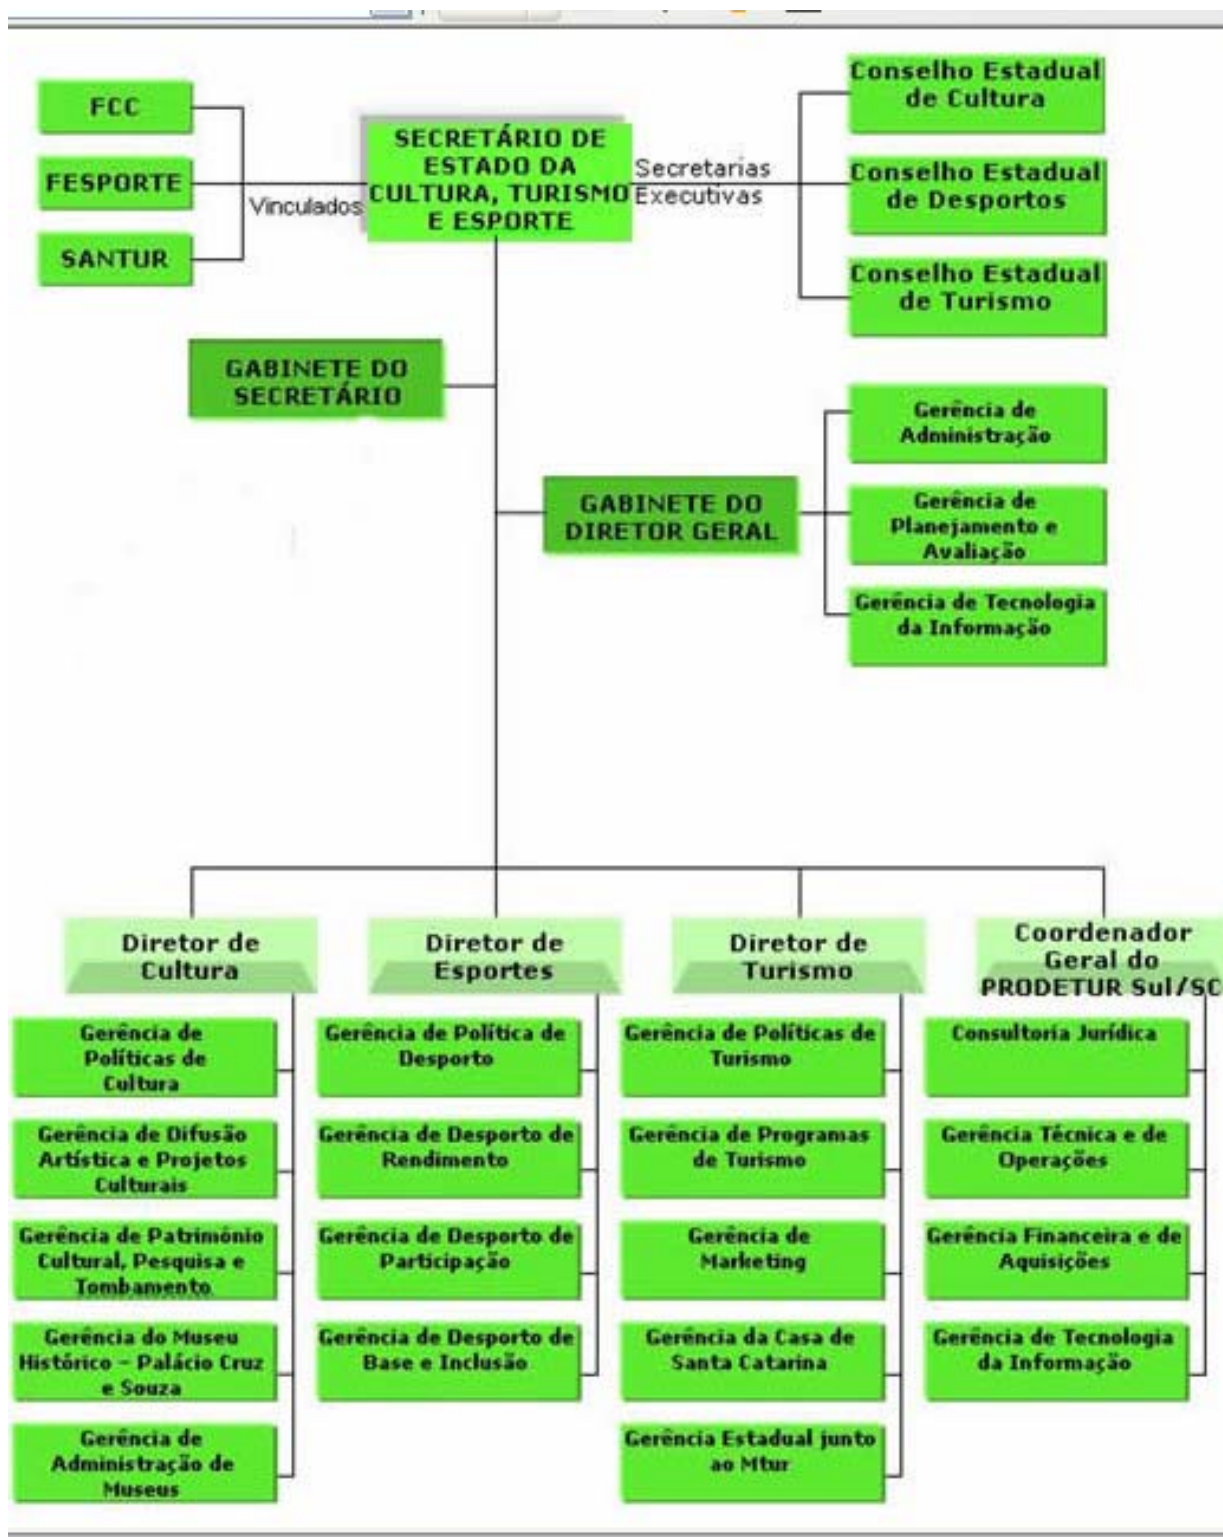 FCC
FESPORTE
SANTUR
Vinculados
SECRETÁRIO DE
ESTADO DA
CULTURA, TURISMO
E ESPORTE
Secretarias
Executivas
Conselho Estadual
de Cultura
Conselho Estadual
de Desportos
Conselho Estadual
de Turismo
GABINETE DO
SECRETÁRIO
GABINETE DO
DIRETOR GERAL
Gerência de
Administração
Gerência de
Planejamento e
Avaliação
Gerência de Tecnologia
da Informação
Diretor de
Cultura
Gerência de
Políticas de
Cultura
Gerência de Difusão
Artística e Projetos
Culturais
Gerência de Patrimônio
Cultural, Pesquisa e
Tombamento
Gerência do Museu
Histórico – Palácio Cruz
e Souza
Gerência de
Administração de
Museus
Diretor de
Esportes
Gerência de Política de
Desporto
Gerência de Desporto de
Rendimento
Gerência de Desporto de
Participação
Gerência de Desporto de
Base e Inclusão
Diretor de
Turismo
Gerência de Políticas de
Turismo
Gerência de Programas
de Turismo
Gerência de
Marketing
Gerência da Casa de
Santa Catarina
Gerência Estadual junto
ao Mtur
Coordenador
Geral do
PRODETUR Sul/SC
Consultoria Jurídica
Gerência Técnica e de
Operações
Gerência Financeira e de
Aquisições
Gerência de Tecnologia
da Informação